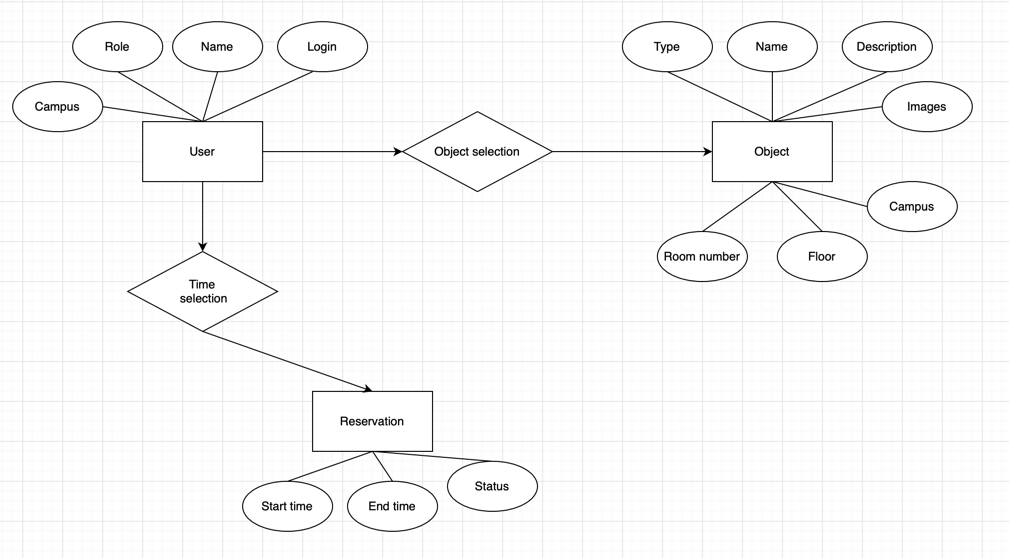 Role
Name
Login
Campus
User
Object selection
Type
Name
Description
Images
Object
Campus
Room number
Floor
Time
selection
Reservation
Start time
End time
Status